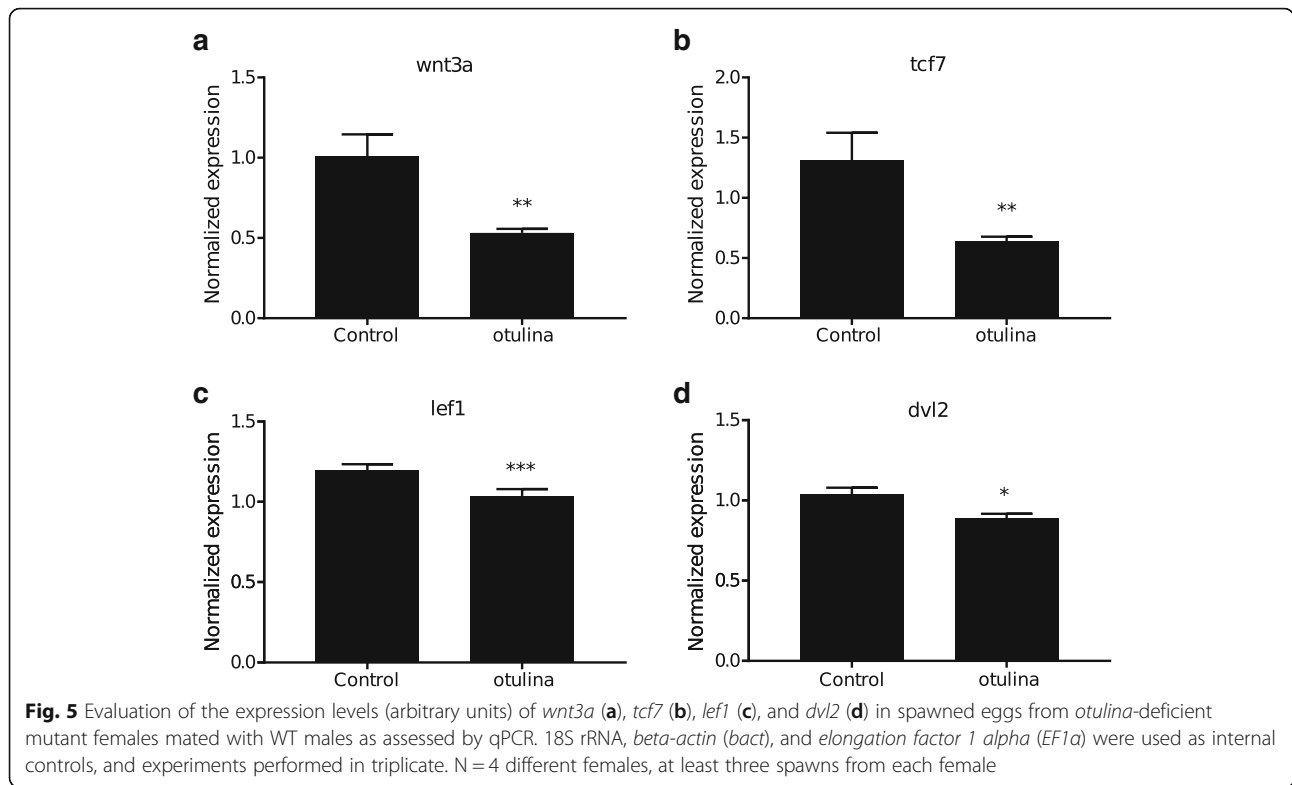 a
wnt3a
Normalized expression
1.5
1.0
0.5
0.0
**
Control
otulina
b
tcf7
Normalized expression
2.0
1.5
1.0
0.5
0.0
**
Control
otulina
c
lef1
Normalized expression
1.5
1.0
0.5
0.0
***
Control
otulina
d
dvl2
Normalized expression
1.5
1.0
0.5
0.0
*
Control
otulina
Fig. 5 Evaluation of the expression levels (arbitrary units) of wnt3a (a), tcf7 (b), lef1 (c), and dvl2 (d) in spawned eggs from otulina-deficient
mutant females mated with WT males as assessed by qPCR. 18S rRNA, beta-actin (bact), and elongation factor 1 alpha (EF1α) were used as internal
controls, and experiments performed in triplicate. N = 4 different females, at least three spawns from each female